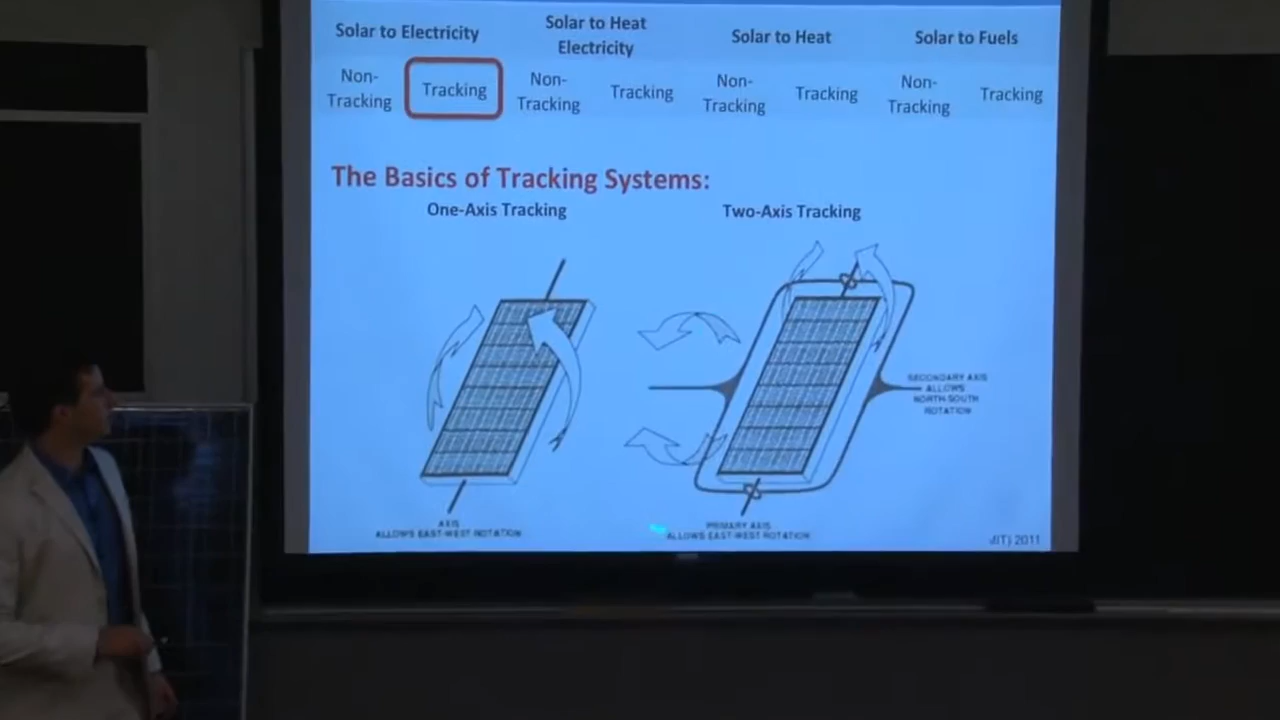 Solar to Electricity
Solar to Heat
Electricity
Solar to Heat
Solar to Fuels
Non-
Tracking
Tracking
Non-
Tracking
Tracking
Non-
Tracking
Tracking
Non-
Tracking
Tracking
The Basics of Tracking Systems:
One-Axis Tracking
Two-Axis Tracking
SECONDARY AXIS
ALLOWS
NORTH-SOUTH
ROTATION
AXIS
ALLOWS EAST-WEST ROTATION
PRIMARY AXIS
ALLOWS EAST-WEST ROTATION
2011